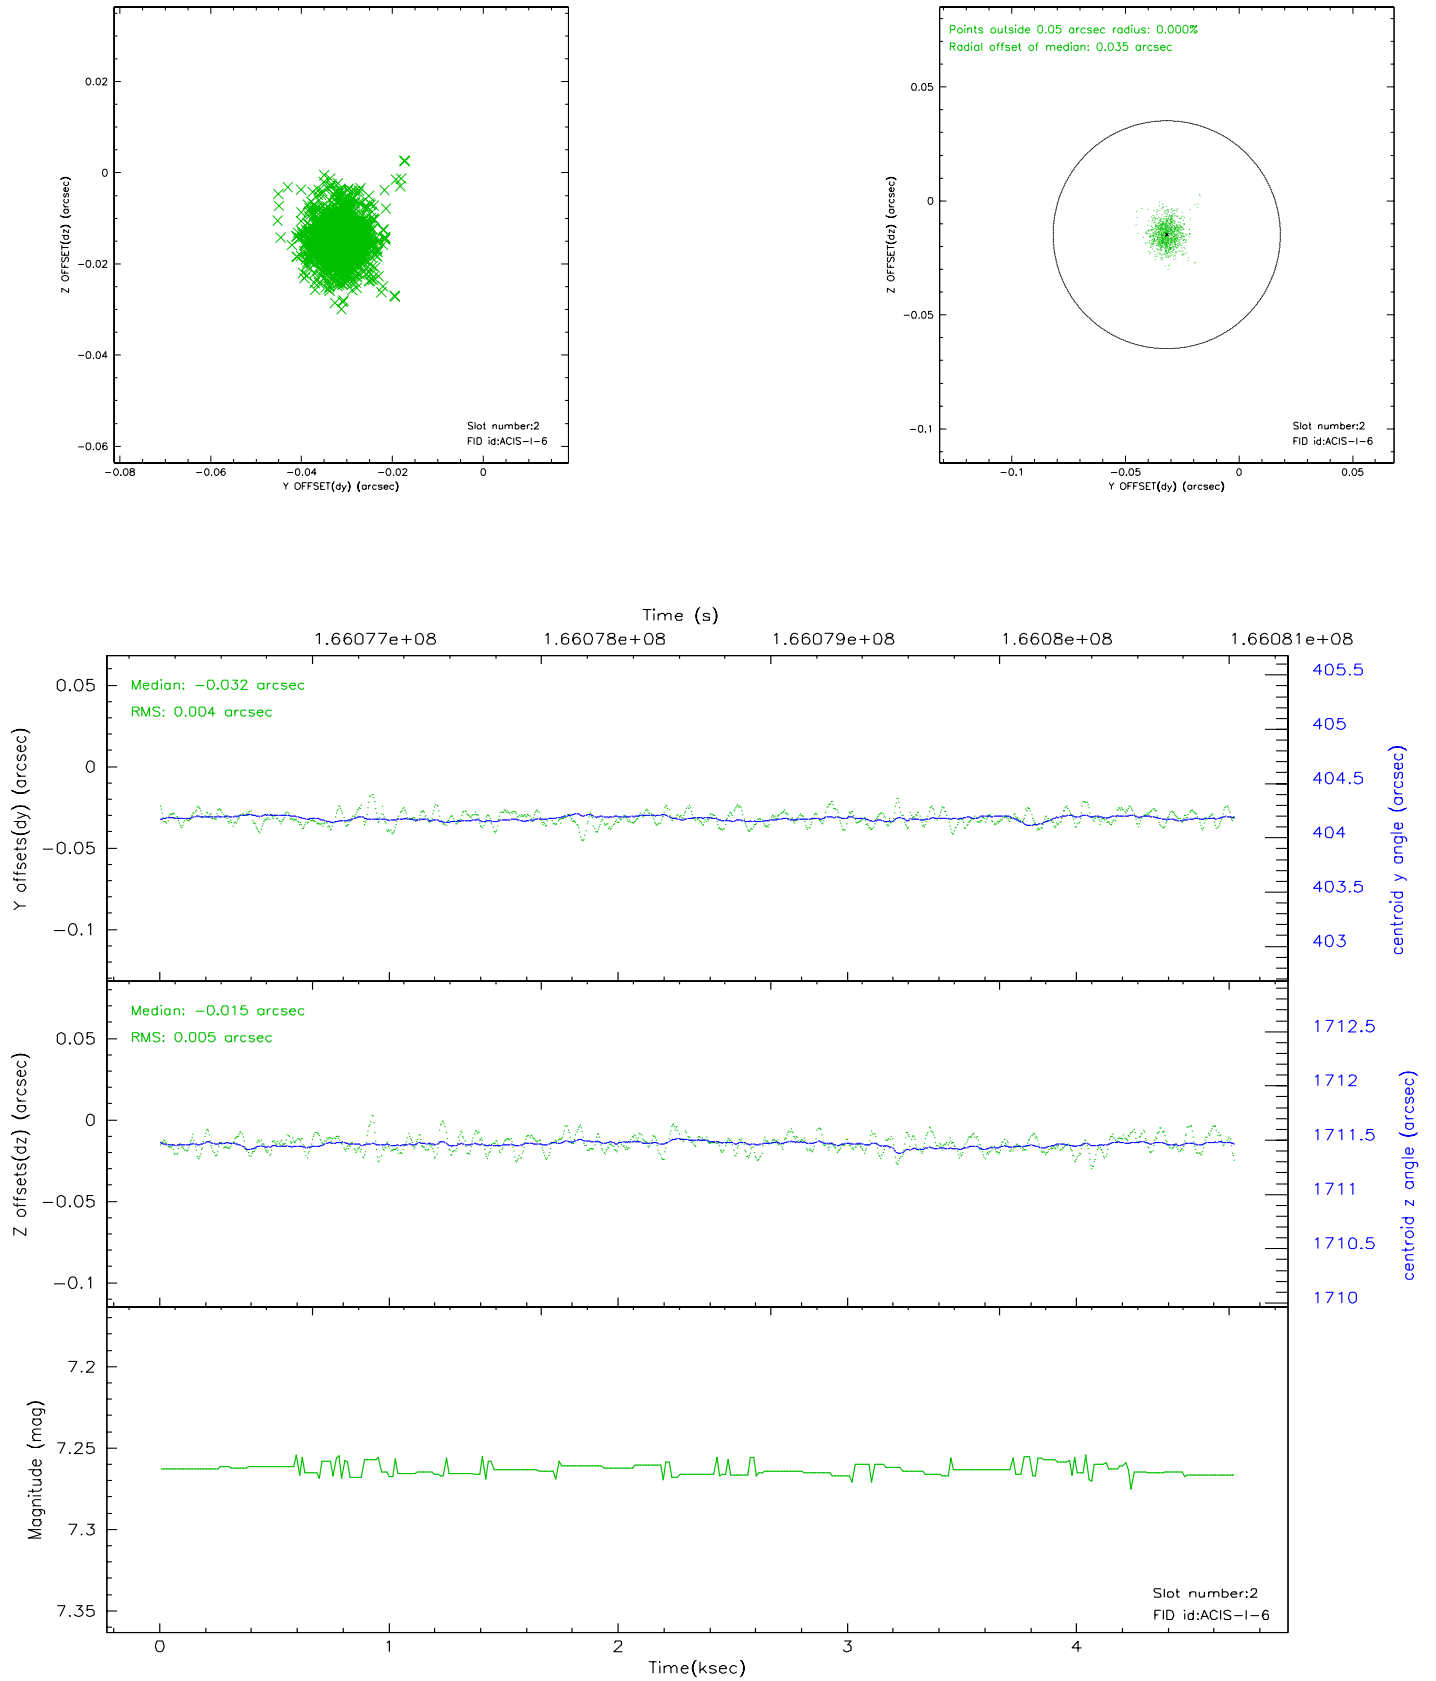 0.02
0
-0.02
-0.04
-0.06
Z OFFSET(dz) (arcsec)
Slot number:2
FID id:ACIS-I-6
-0.08 -0.06 -0.04 -0.02 0
Y OFFSET(dy) (arcsec)
Points outside 0.05 arcsec radius: 0.000%
Radial offset of median: 0.035 arcsec
0.05
0
-0.05
-0.1
Z OFFSET(dz) (arcsec)
Slot number:2
FID id:ACIS-I-6
-0.1 -0.05 0 0.05
Y OFFSET(dy) (arcsec)
Time (s)
1.66077e+08 1.66078e+08 1.66079e+08 1.6608e+08 1.66081e+08
Median: -0.032 arcsec
RMS: 0.004 arcsec
0.05
0
-0.05
-0.1
Y offsets(dy) (arcsec)
405.5
405
404.5
404
403.5
403
centroid y angle (arcsec)
Median: -0.015 arcsec
RMS: 0.005 arcsec
0.05
0
-0.05
-0.1
Z offsets(dz) (arcsec)
1712.5
1712
1711.5
1711
1710.5
1710
centroid z angle (arcsec)
7.2
7.25
7.3
7.35
Magnitude (mag)
Slot number:2
FID id:ACIS-I-6
0 1 2 3 4
Time(ksec)